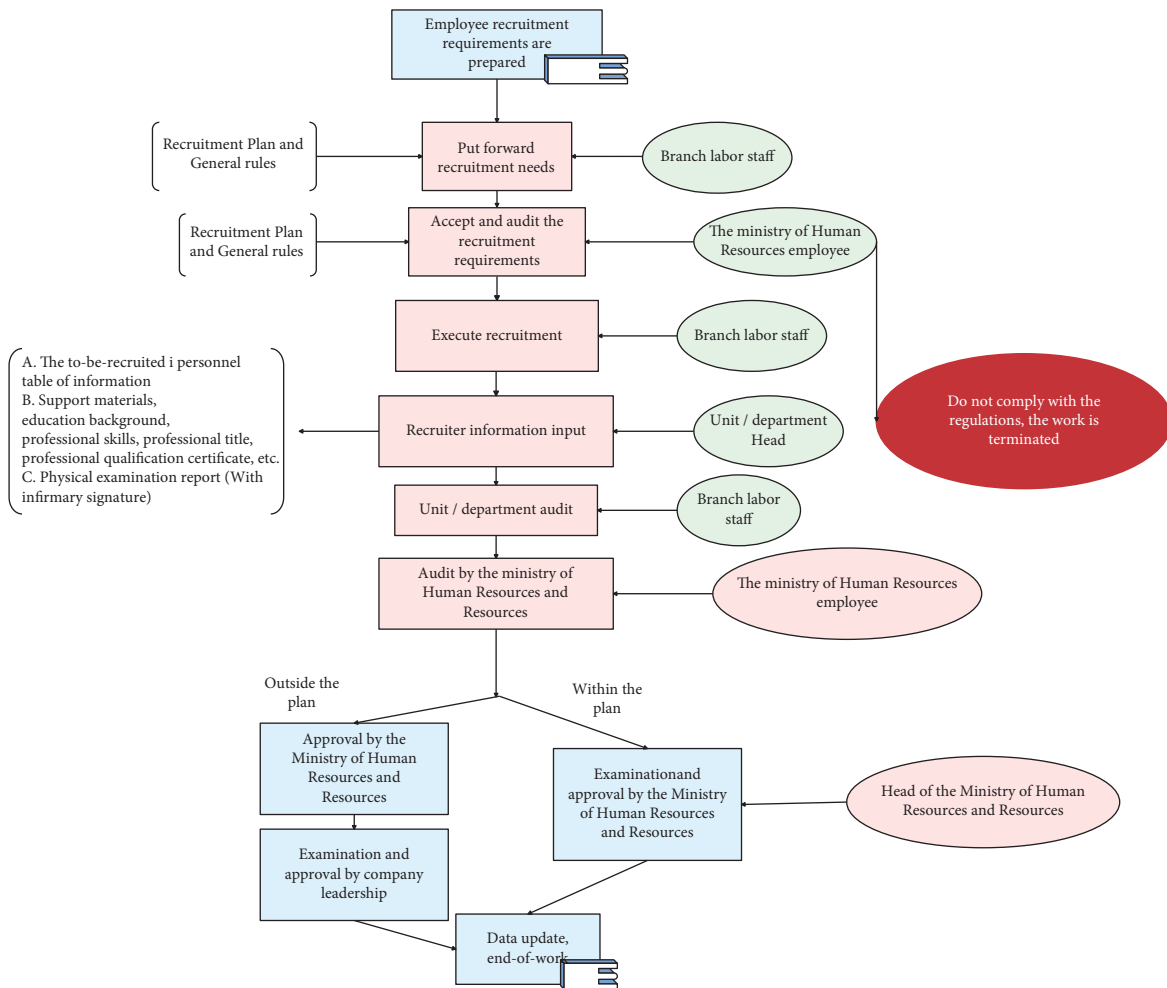 Employee recruitment
requirements are
prepared
Recruitment Plan and
General rules
Put forward
recruitment needs
Branch labor staff
Recruitment Plan
and General rules
Accept and audit the
recruitment
requirements
The ministry of Human
Resources employee
Execute recruitment
Branch labor staff
Do not comply with the
regulations, the work is
terminated
A. The to-be-recruited i personnel
table of information
B. Support materials,
education background,
professional skills, professional title,
professional qualification certificate, etc.
C. Physical examination report (With
infirmary signature)
Recruiter information input
Unit / department
Head
Unit / department audit
Branch labor
staff
Audit by the ministry of
Human Resources and
Resources
The ministry of Human Resources
employee
Outside the
plan
Within the
plan
Approval by the
Ministry of Human
Resources and
Resources
Examinationand
approval by the Ministry
of Human Resources
and Resources
Head of the Ministry of Human
Resources and Resources
Examination and
approval by company
leadership
Data update,
end-of-work